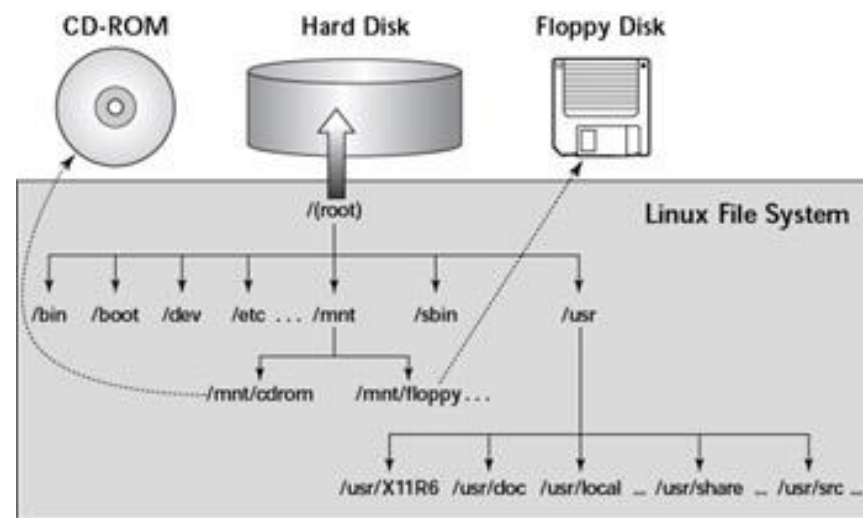 CD-ROM Hard Disk Floppy Disk
/(root)
Linux File System
/bin /boot /dev /etc ... /mnt /sbin /usr
/mnt/cdrom /mnt/floppy ...
/usr/X11R6 /usr/doc /usr/local ... /usr/share ... /usr/src ...